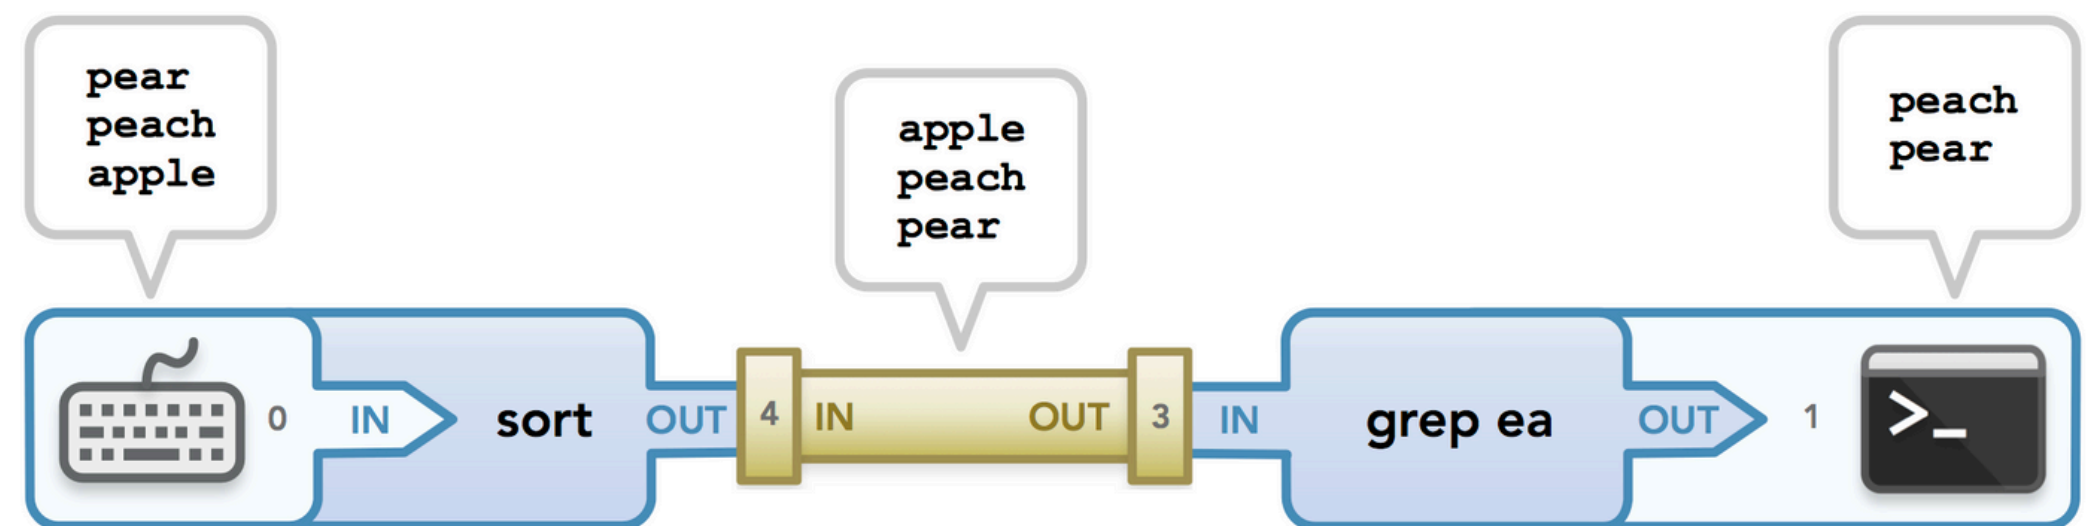 pear
peach
apple
apple
peach
pear
peach
pear
0 IN sort OUT 4 IN OUT 3 IN grep ea OUT 1 >_